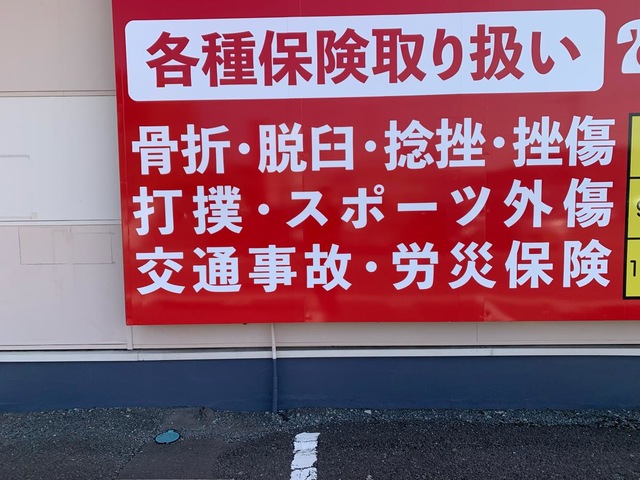 各種保険取り扱い
骨折・脱臼・捻挫・挫傷
打撲・スポーツ外傷
交通事故・労災保険